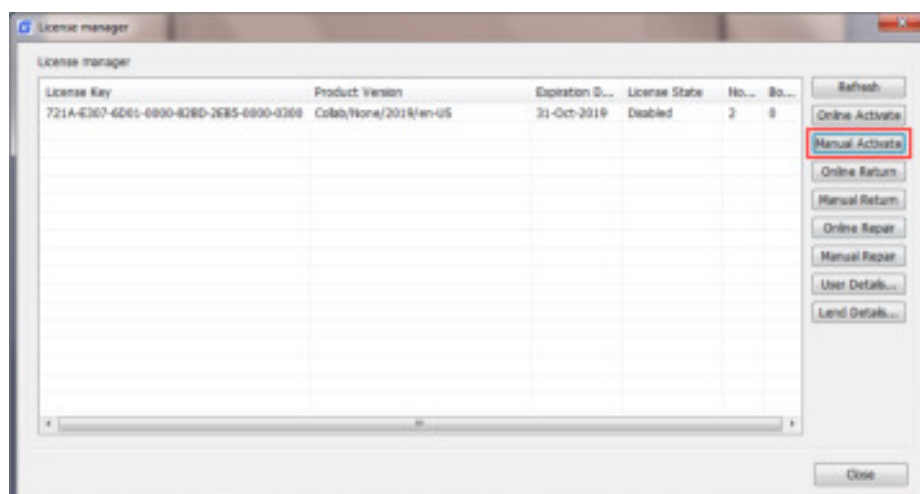 License manager
License manager
License Key Product Version Expiration D... License State No... Bo...
721A-E307-6D01-0000-82BD-2EB5-0000-0300 Collab/None/2019/en-US 31-Oct-2019 Disabled 2 0
Refresh
Online Activate
Manual Activate
Online Return
Manual Return
Online Repair
Manual Repair
User Details...
Lend Details...
Close